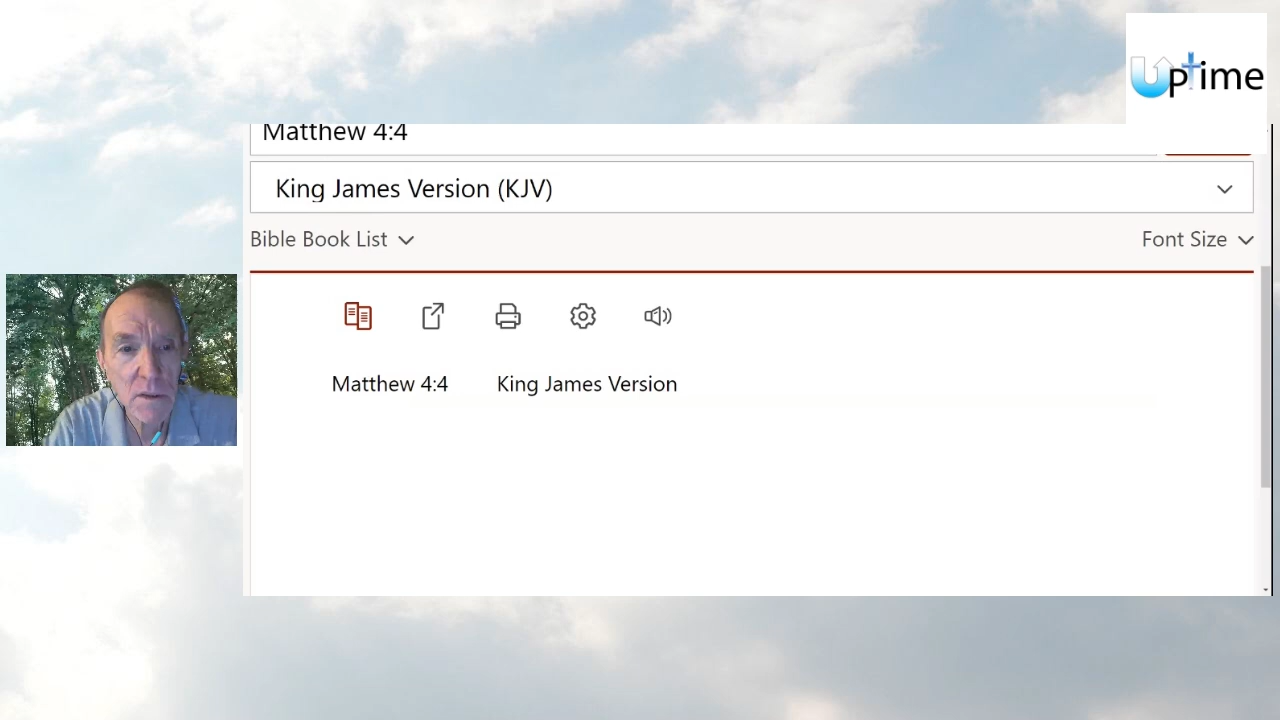 Uptime
Matthew 4:4
King James Version (KJV)
Bible Book List
Font Size
Matthew 4:4 King James Version